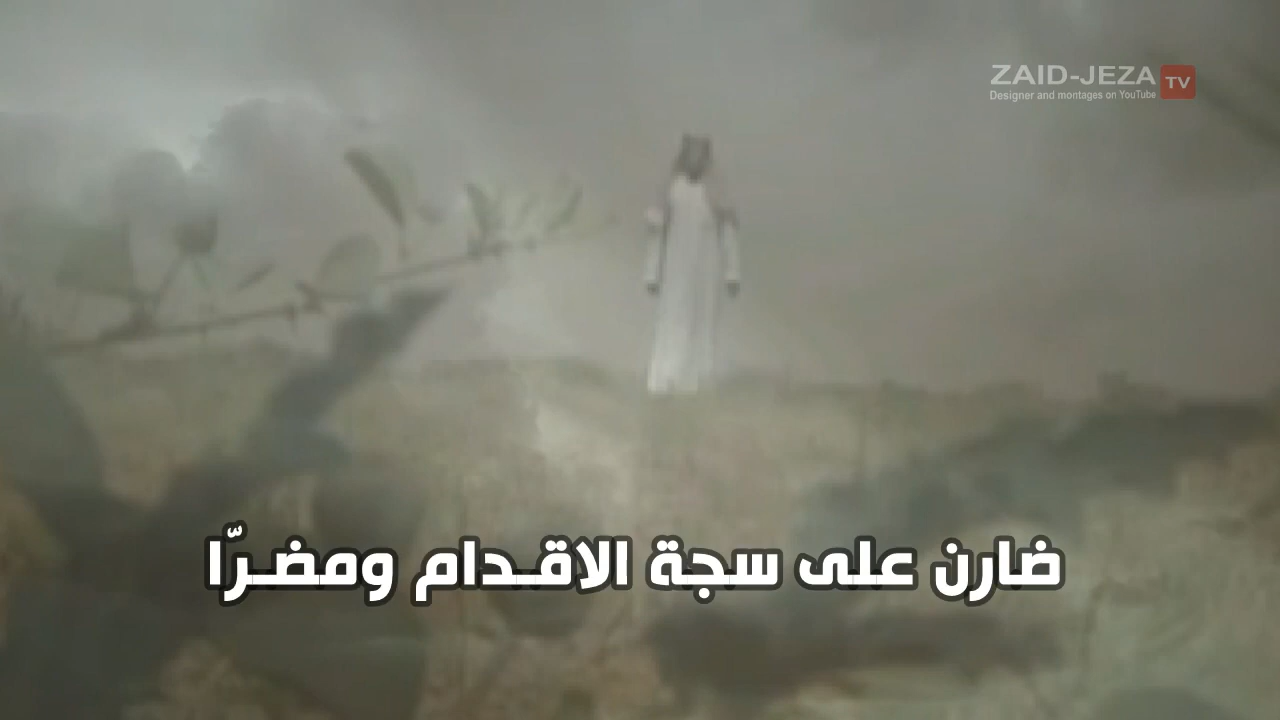 ZAID-JEZA TV
Designer and montages on YouTube
ضارن على سجة الاقـدام ومضـرّا